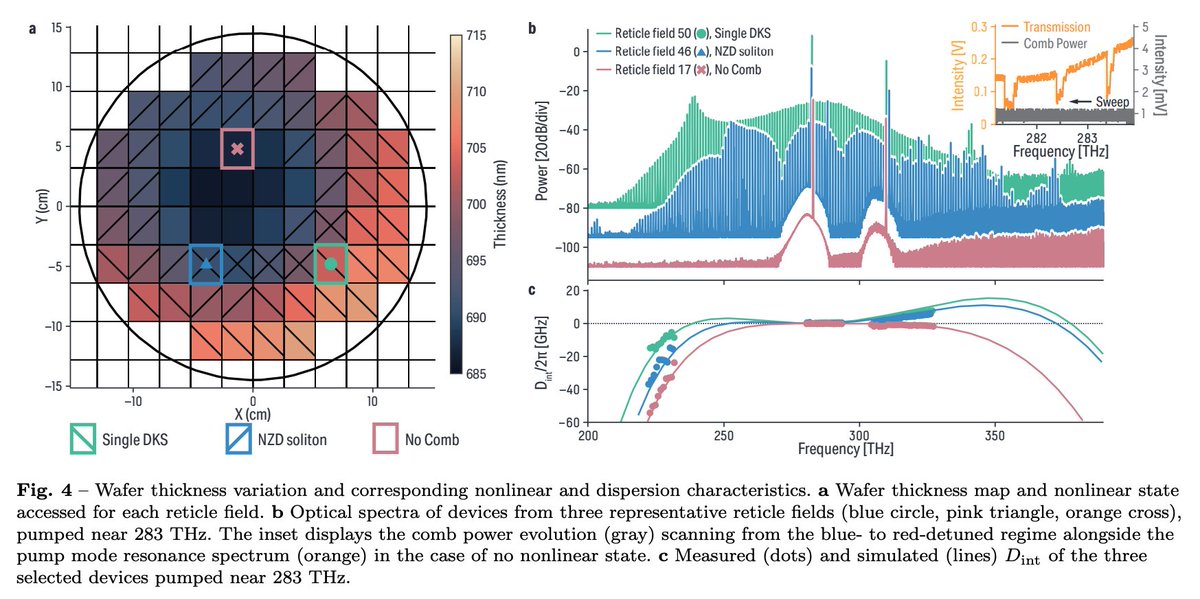 a
15
10
5
0
−5
−10
−15
Y (cm)
−10
0
10
X (cm)
715
710
705
700
695
690
685
Thickness (nm)
Single DKS
NZD soliton
No Comb
b
Reticle field 50 (●), Single DKS
Reticle field 46 (▲), NZD soliton
Reticle field 17 (✖), No Comb
0
−20
−40
−60
−80
−100
Power [20dB/div]
0.3
0.2
0.1
0
Intensity [V]
Transmission
Comb Power
Sweep
5
4
3
2
1
Intensity [mV]
282
283
Frequency [THz]
c
20
0
−20
−40
−60
Dint/2π [GHz]
200
250
300
350
Frequency [THz]
Fig. 4 – Wafer thickness variation and corresponding nonlinear and dispersion characteristics. a Wafer thickness map and nonlinear state
accessed for each reticle field. b Optical spectra of devices from three representative reticle fields (blue circle, pink triangle, orange cross),
pumped near 283 THz. The inset displays the comb power evolution (gray) scanning from the blue- to red-detuned regime alongside the
pump mode resonance spectrum (orange) in the case of no nonlinear state. c Measured (dots) and simulated (lines) Dint of the three
selected devices pumped near 283 THz.